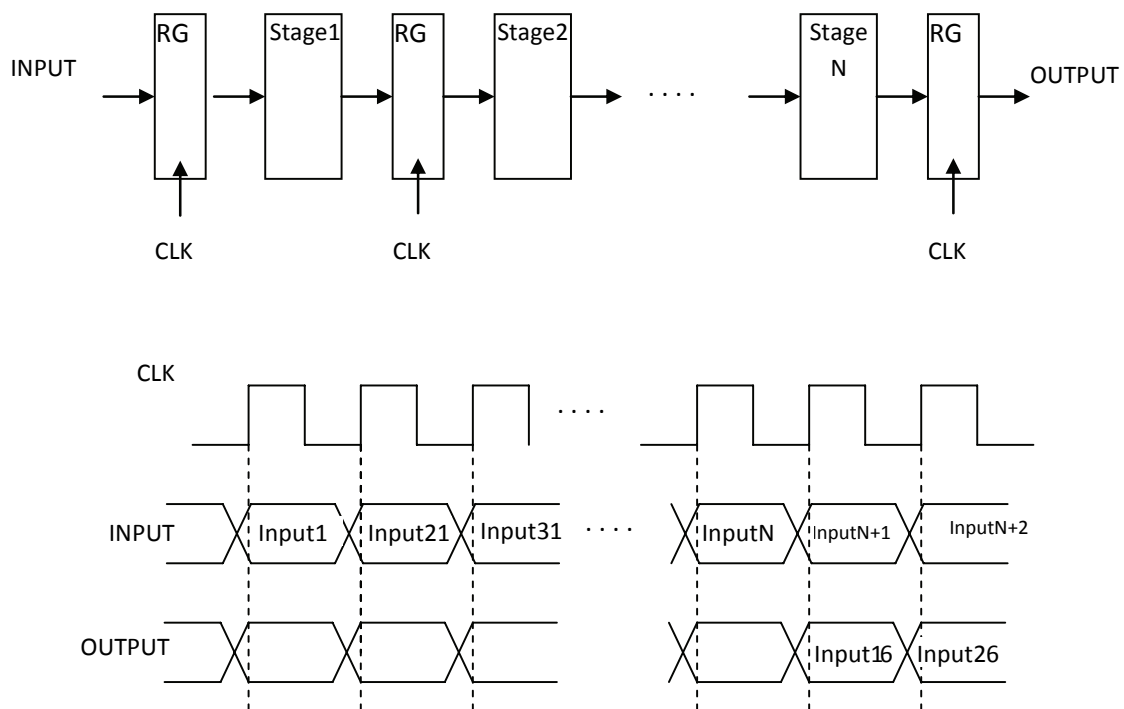 RG
Stage1
RG
Stage2
Stage
N
RG
INPUT
OUTPUT
. . . .
CLK
CLK
CLK
CLK
. . . .
INPUT
Input1
Input21
Input31
. . . .
InputN
InputN+1
InputN+2
OUTPUT
Input16
Input26